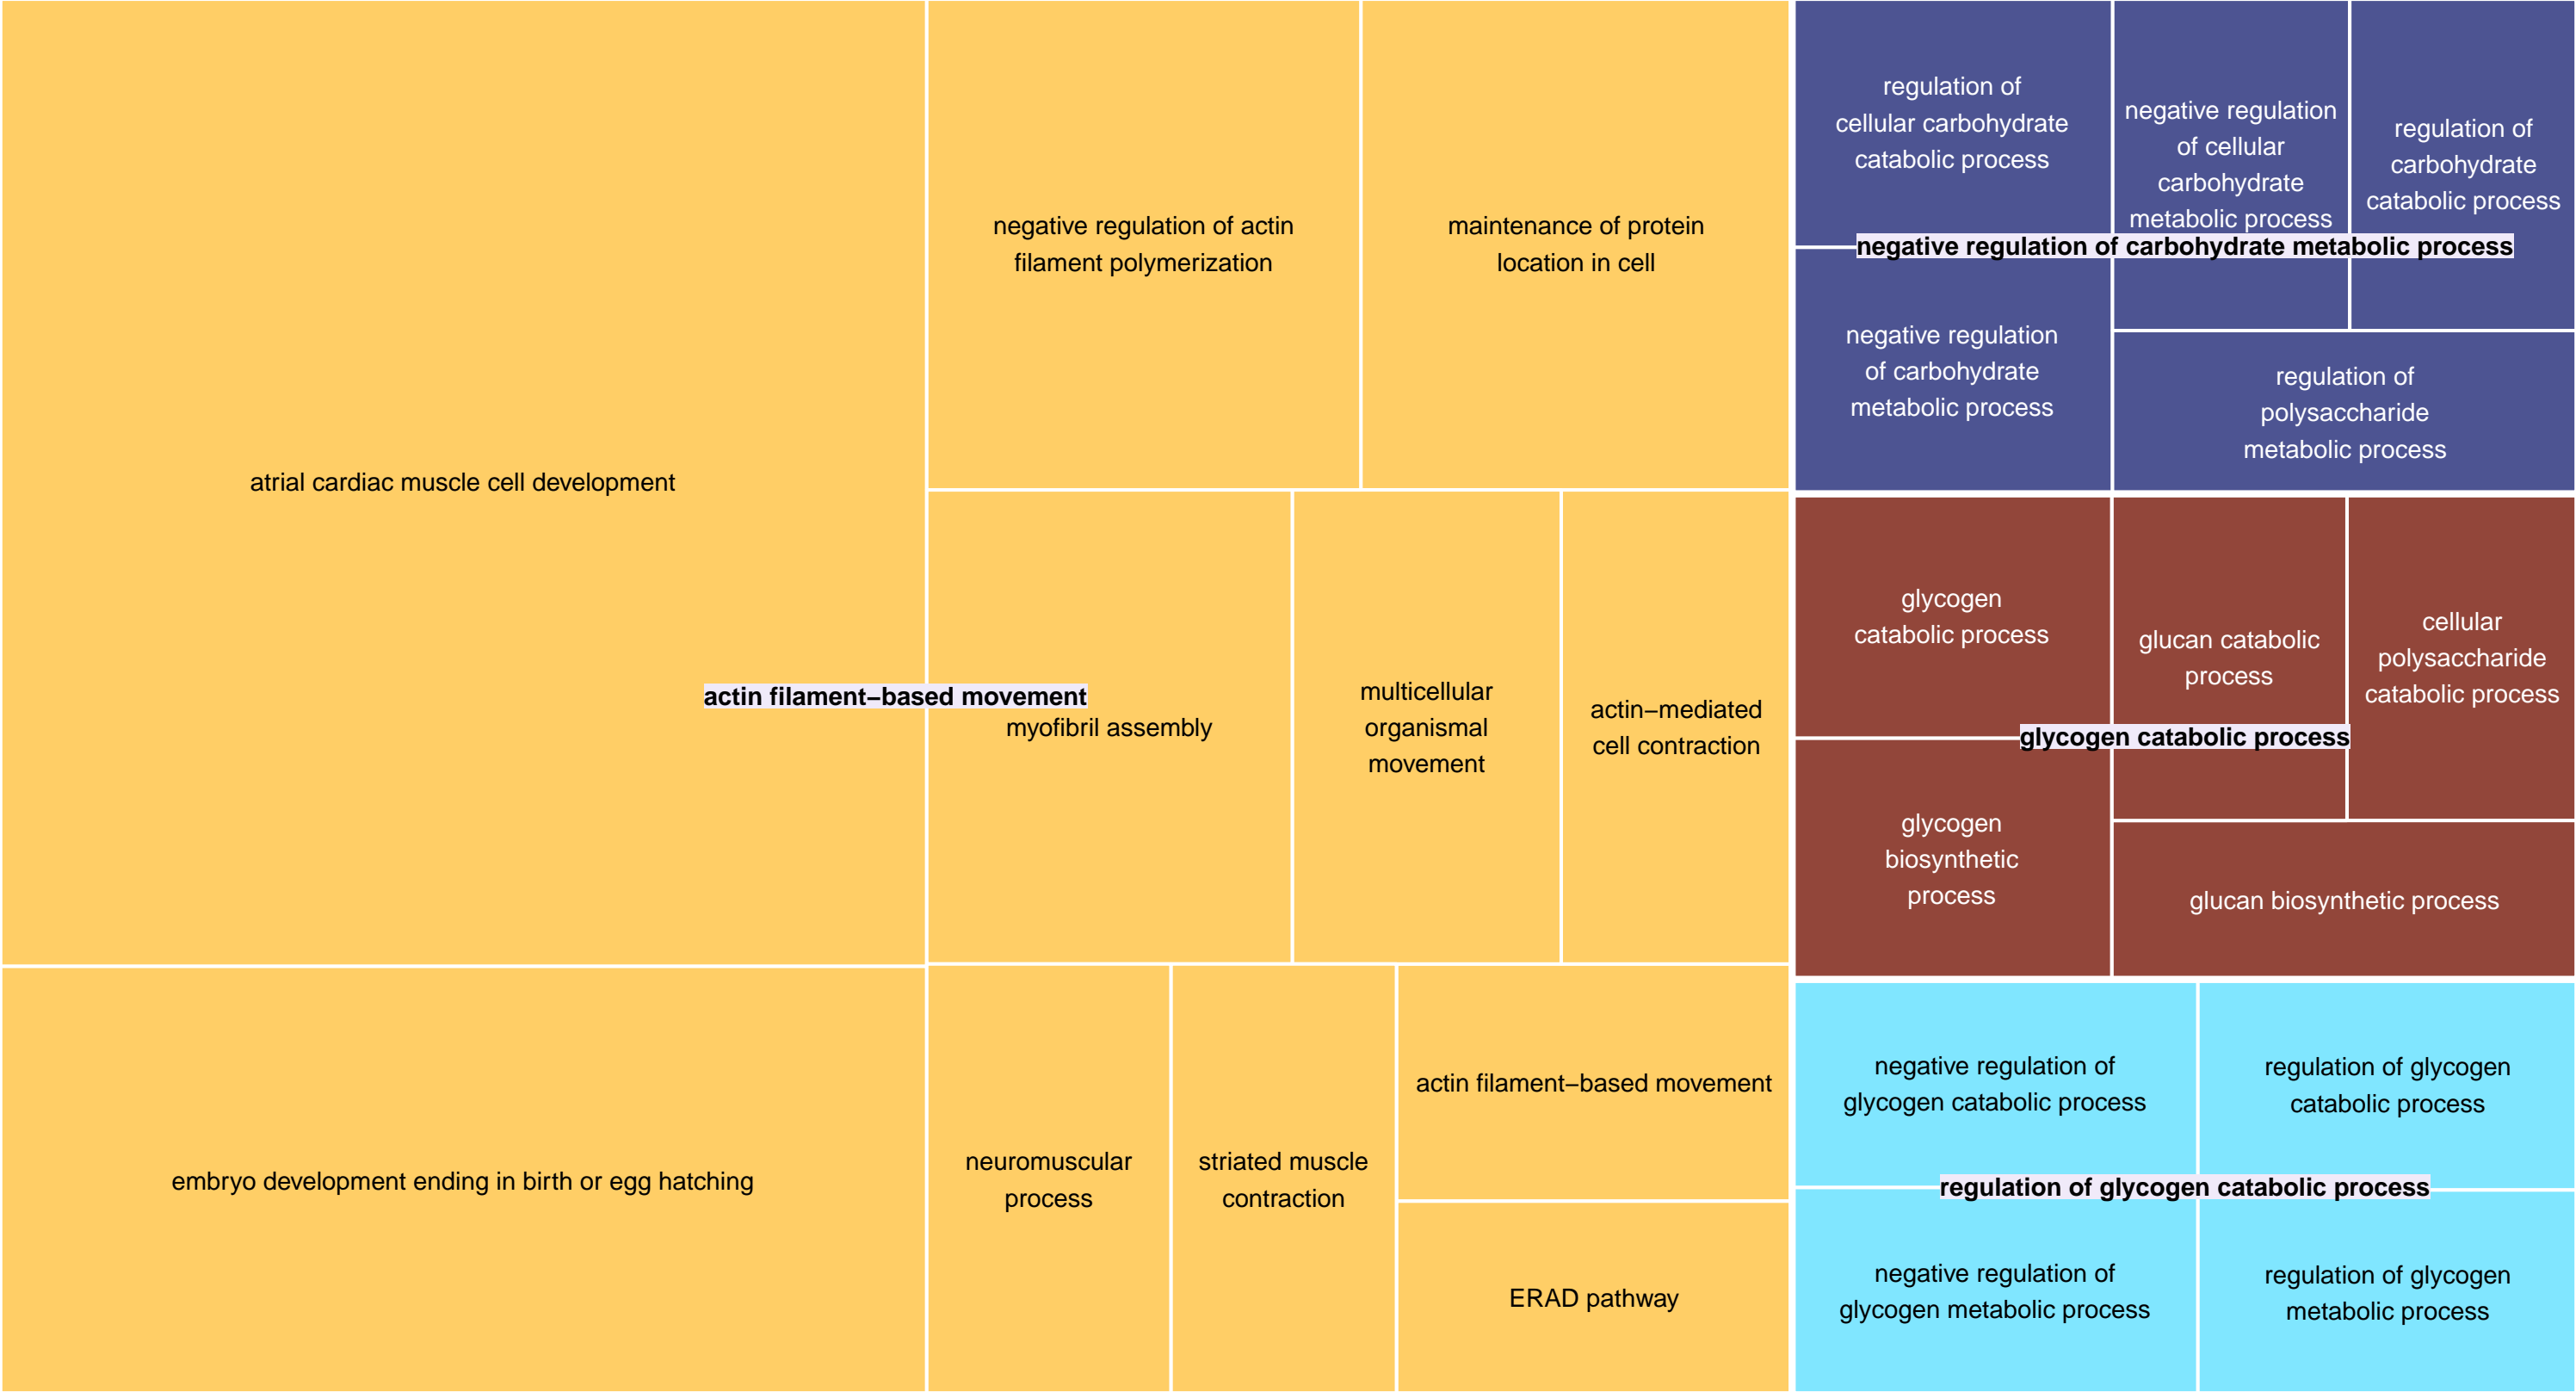 atrial cardiac muscle cell development
embryo development ending in birth or egg hatching
negative regulation of actin
filament polymerization
maintenance of protein
location in cell
actin filament−based movement
myofibril assembly
multicellular
organismal
movement
actin−mediated
cell contraction
neuromuscular
process
striated muscle
contraction
actin filament−based movement
ERAD pathway
regulation of
cellular carbohydrate
catabolic process
negative regulation
of cellular
carbohydrate
metabolic process
regulation of
carbohydrate
catabolic process
negative regulation of carbohydrate metabolic process
negative regulation
of carbohydrate
metabolic process
regulation of
polysaccharide
metabolic process
glycogen
catabolic process
glucan catabolic
process
cellular
polysaccharide
catabolic process
glycogen catabolic process
glycogen
biosynthetic
process
glucan biosynthetic process
negative regulation of
glycogen catabolic process
regulation of glycogen
catabolic process
regulation of glycogen catabolic process
negative regulation of
glycogen metabolic process
regulation of glycogen
metabolic process